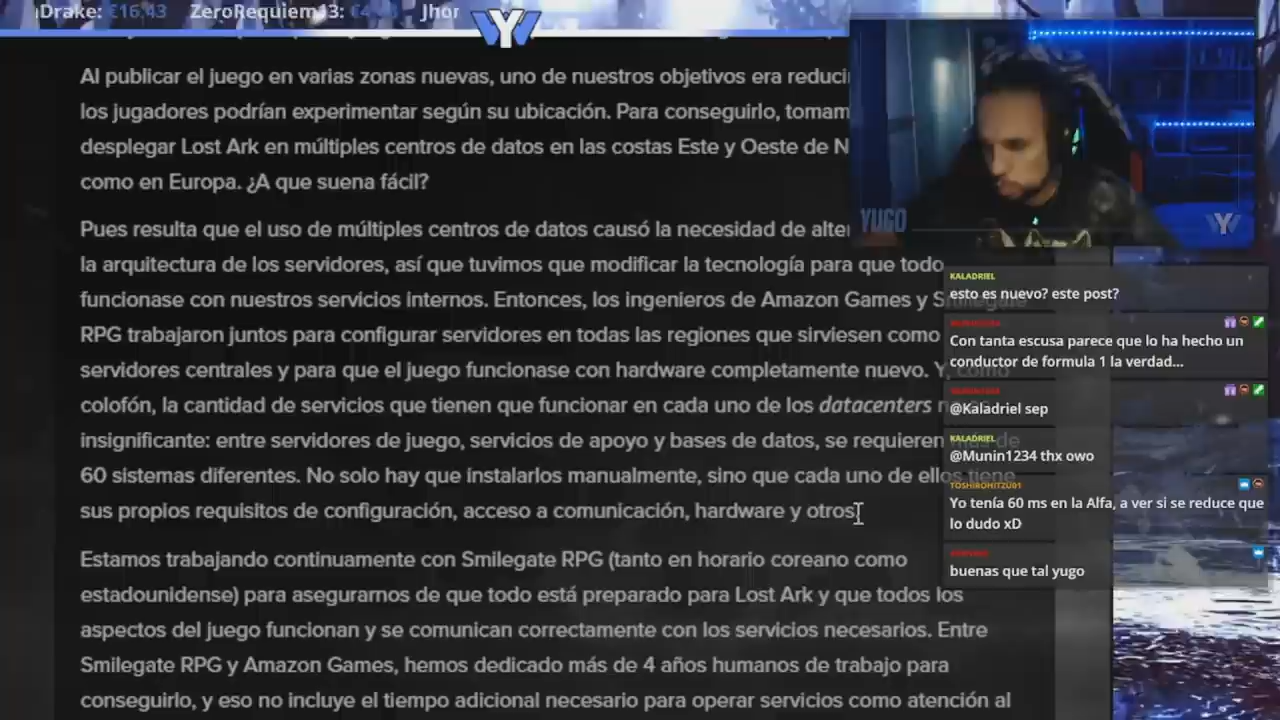 Drake: €16,43 ZeroRequiem13: Jhor
Al publicar el juego en varias zonas nuevas, uno de nuestros objetivos era
los jugadores podrían experimentar según su ubicación. Para conseguirlo,
desplegar Lost Ark en múltiples centros de datos en las costas Este y Oeste de
como en Europa. ¿A que suena fácil?
Pues resulta que el uso de múltiples centros de datos causó la necesidad de
la arquitectura de los servidores, así que tuvimos que modificar la tecnología para que todo
funcionase con nuestros servicios internos. Entonces, los ingenieros de Amazon Games y Smilegate
RPG trabajaron juntos para configurar servidores en todas las regiones que sirviesen como
servidores centrales y para que el juego funcionase con hardware completamente nuevo. Y, como
colofón, la cantidad de servicios que tienen que funcionar en cada uno de los datacenters
insignificante: entre servidores de juego, servicios de apoyo y bases de datos, se requieren más de
60 sistemas diferentes. No solo hay que instalarlos manualmente, sino que cada uno de ellos tiene
sus propios requisitos de configuración, acceso a comunicación, hardware y otros
Estamos trabajando continuamente con Smilegate RPG (tanto en horario coreano como
estadounidense) para asegurarnos de que todo está preparado para Lost Ark y que todos los
aspectos del juego funcionan y se comunican correctamente con los servicios necesarios. Entre
Smilegate RPG y Amazon Games, hemos dedicado más de 4 años humanos de trabajo para
conseguirlo, y eso no incluye el tiempo adicional necesario para operar servicios como atención al
YUGO
KALADRIEL
esto es nuevo? este post?
Con tanta escusa parece que lo ha hecho un
conductor de formula 1 la verdad...
@Kaladriel sep
KALADRIEL
@Munin1234 thx owo
TOSHIROHITZU01
Yo tenía 60 ms en la Alfa, a ver si se reduce que
lo dudo xD
buenas que tal yugo